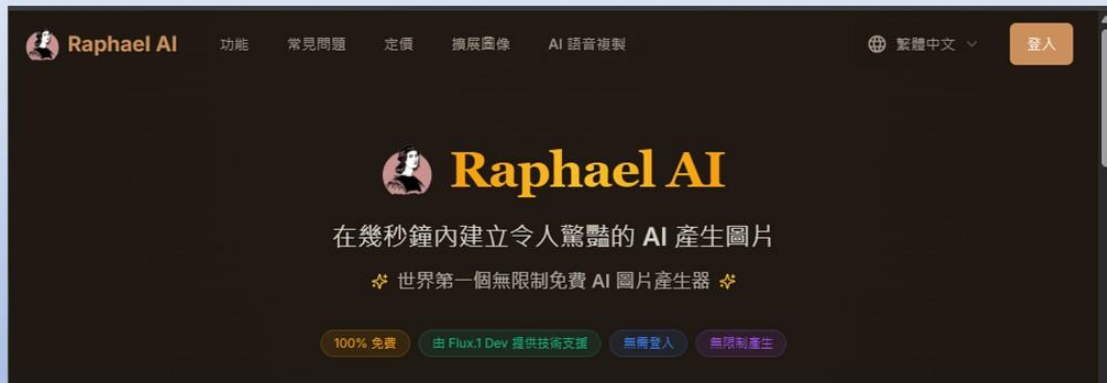 Raphael AI 功能 常見問題 定價 擴展圖像 AI 語音複製 繁體中文 登入
Raphael AI
在幾秒鐘內建立令人驚豔的 AI 產生圖片
世界第一個無限制免費 AI 圖片產生器
100% 免費 由 Flux.1 Dev 提供技術支援 無需登入 無限制產生